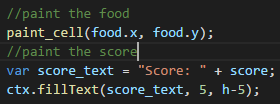 //paint the food
paint_cell(food.x, food.y);
//paint the score
var score_text = "Score: " + score;
ctx.fillText(score_text, 5, h-5);